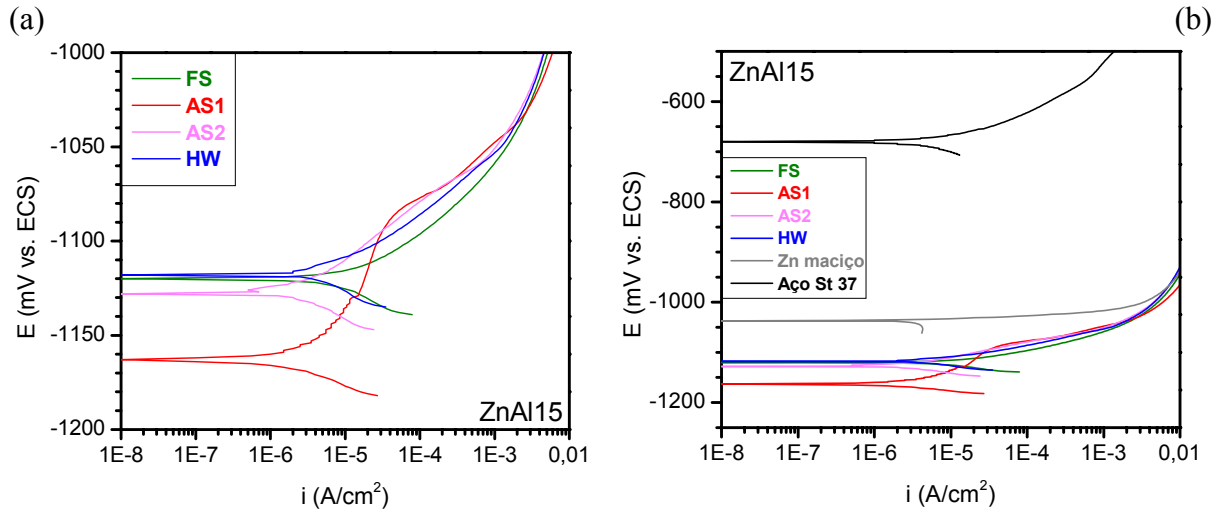 (a)
-1000
-1050
-1100
-1150
-1200
E (mV vs. ECS)
FS
AS1
AS2
HW
ZnAl15
1E-8 1E-7 1E-6 1E-5 1E-4 1E-3 0,01
i (A/cm²)
(b)
ZnAl15
-600
-800
-1000
-1200
E (mV vs. ECS)
FS
AS1
AS2
HW
Zn maciço
Aço St 37
1E-8 1E-7 1E-6 1E-5 1E-4 1E-3 0,01
i (A/cm²)